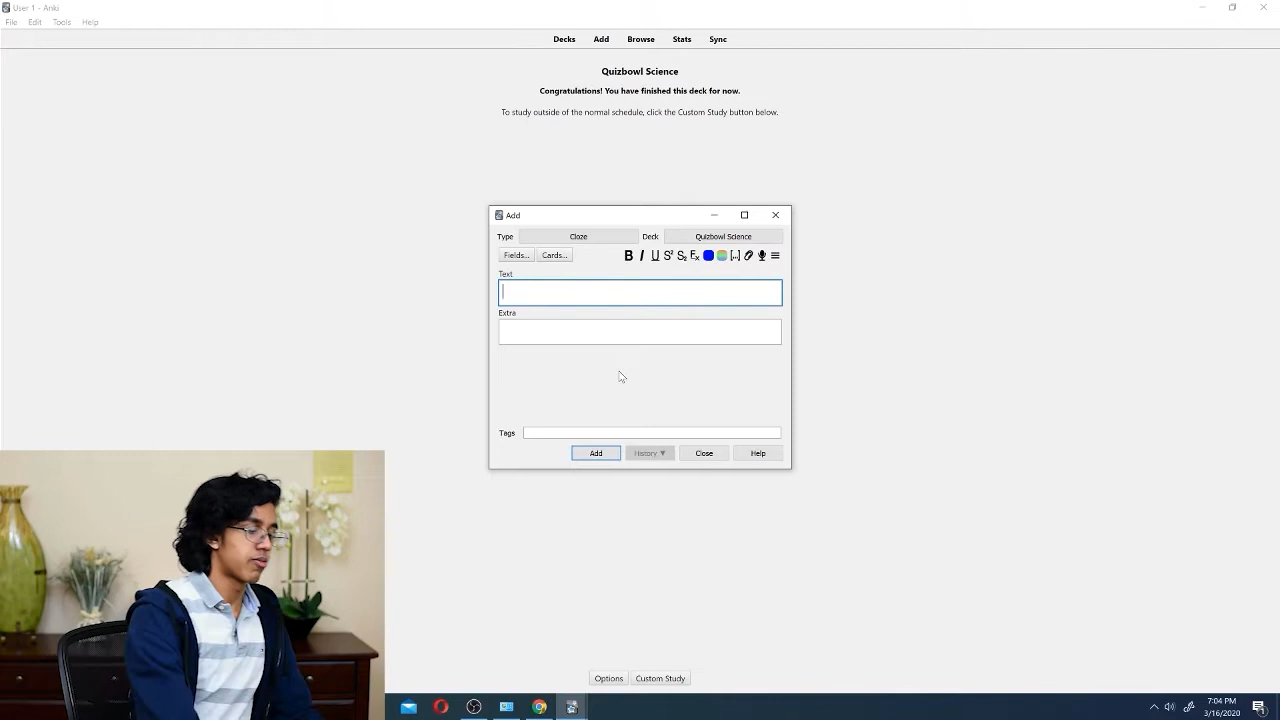 User 1 - Anki
File Edit Tools Help
Decks Add Browse Stats Sync
Quizbowl Science
Congratulations! You have finished this deck for now.
To study outside of the normal schedule, click the Custom Study button below.
Add
Type Cloze Deck Quizbowl Science
Fields... Cards... B I U S² S₂ Eₓ [...]
Text
Extra
Tags
Add History ▼ Close Help
Options Custom Study
7:04 PM
3/16/2020